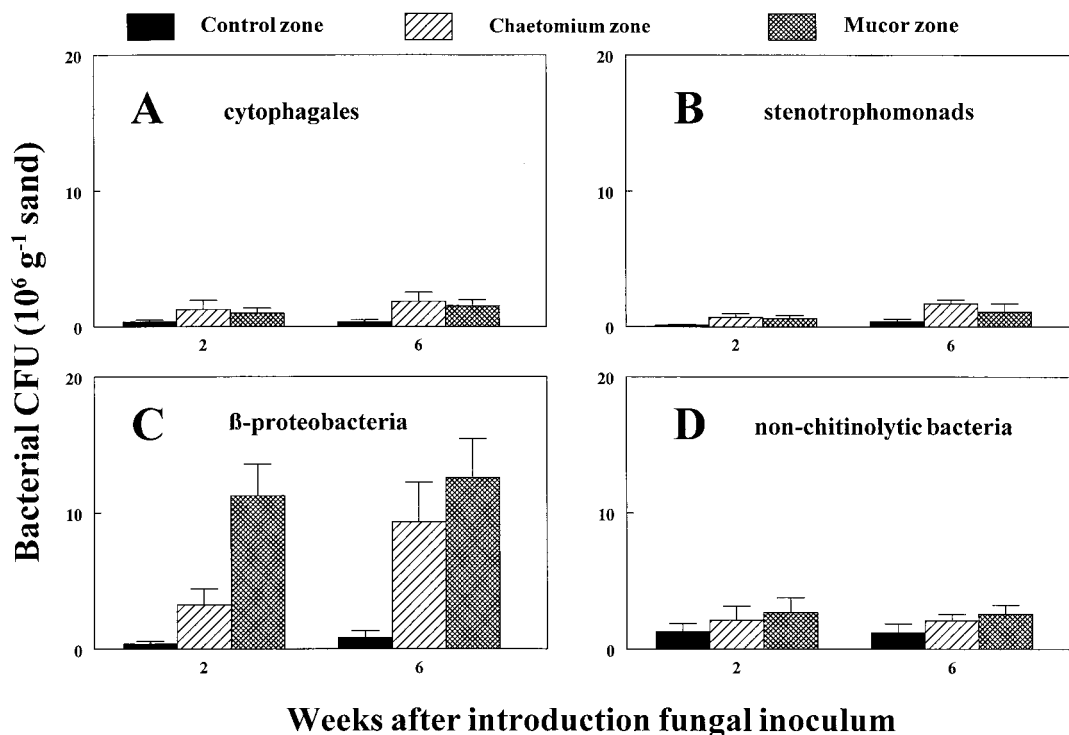 Control zone Chaetomium zone Mucor zone
Bacterial CFU (10⁶ g⁻¹ sand)
20
A cytophagales
10
0
2 6
20
B stenotrophomonads
10
0
2 6
20
C ß-proteobacteria
10
0
2 6
20
D non-chitinolytic bacteria
10
0
2 6
Weeks after introduction fungal inoculum